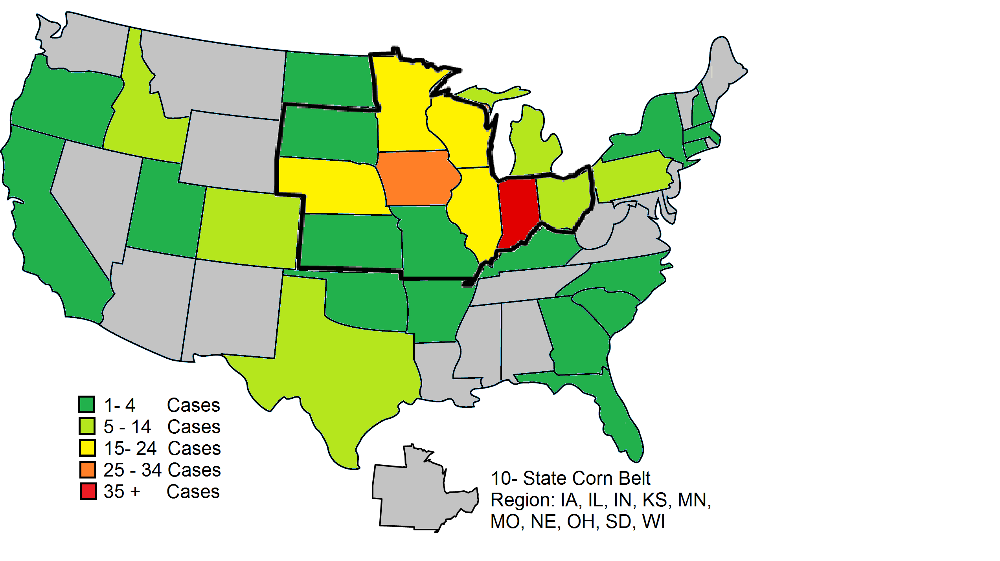 1- 4 Cases
5 - 14 Cases
15- 24 Cases
25 - 34 Cases
35 + Cases
10- State Corn Belt
Region: IA, IL, IN, KS, MN,
MO, NE, OH, SD, WI